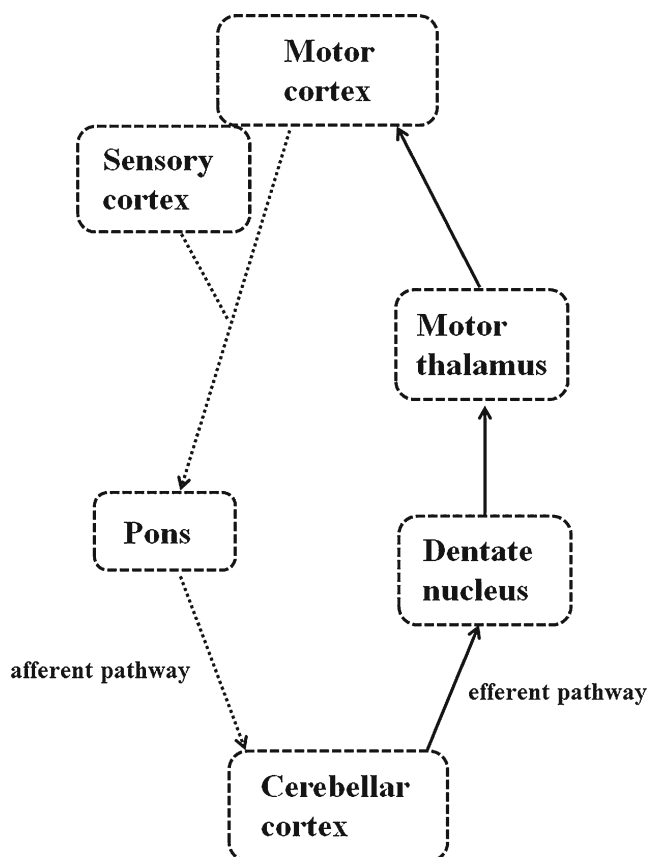 Motor
cortex
Sensory
cortex
Motor
thalamus
Pons
Dentate
nucleus
afferent pathway
efferent pathway
Cerebellar
cortex